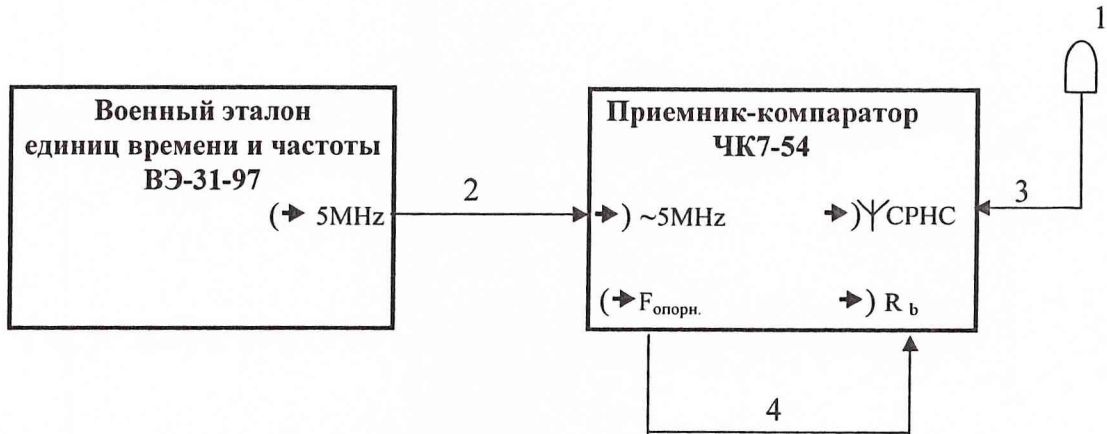 1
Военный эталон
единиц времени и частоты
ВЭ-31-97
5MHz
2
Приемник-компаратор
ЧК7-54
) ~5MHz
) СРНС
(Fопорн.
) R b
3
4